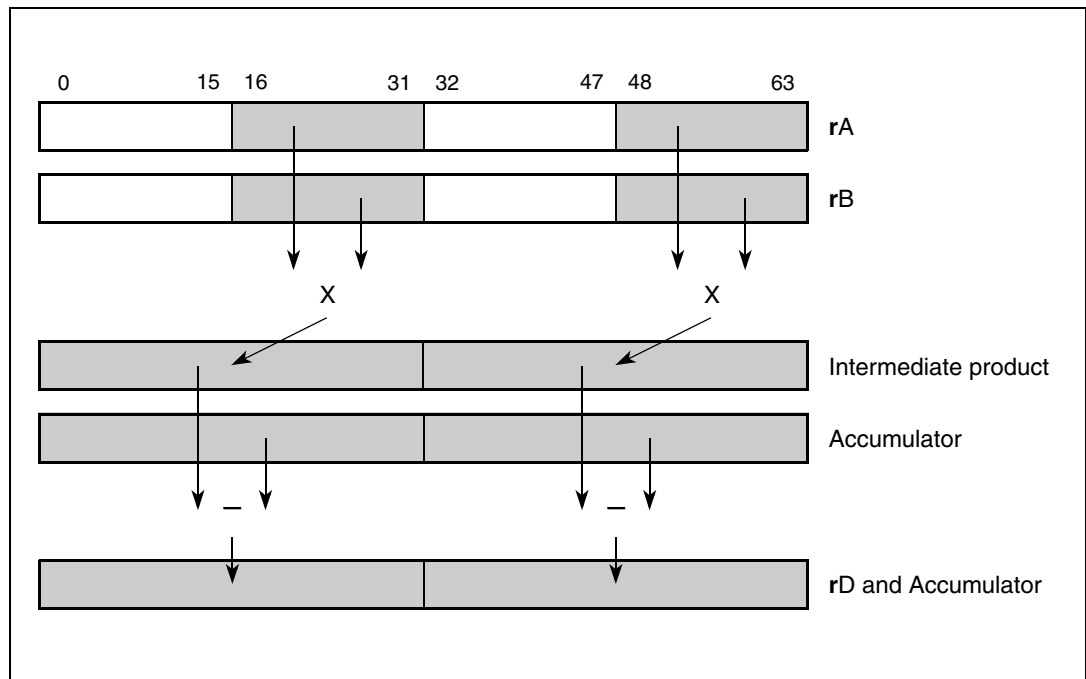 0 15 16 31 32 47 48 63
rA
rB
X X
Intermediate product
Accumulator
– –
rD and Accumulator